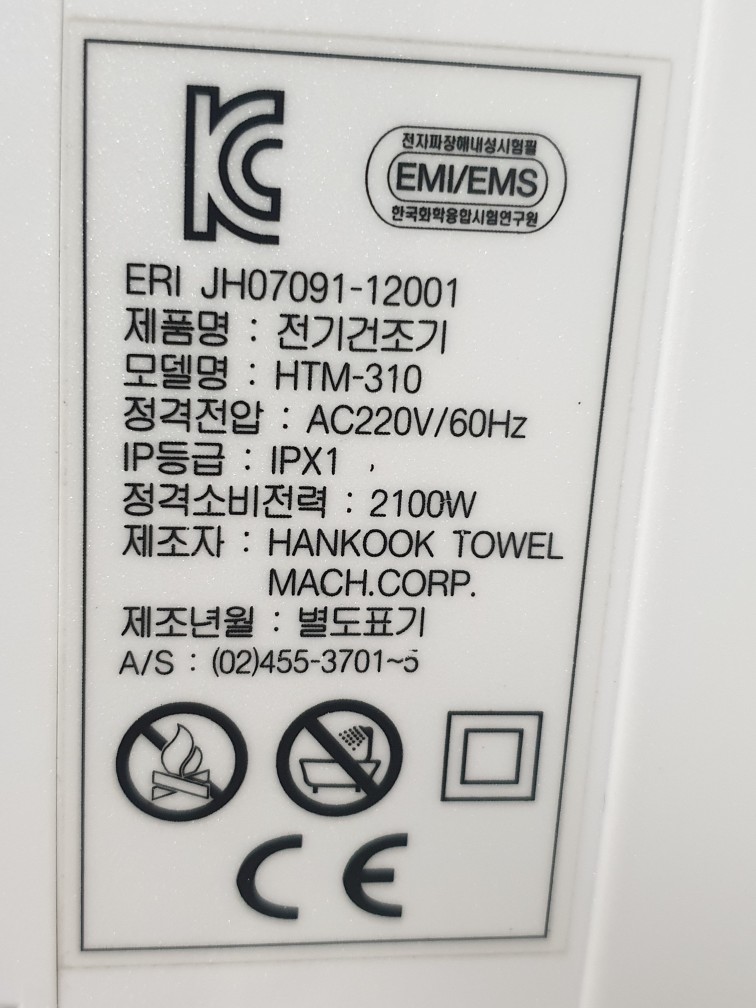 KC
전자파장해내성시험필
EMI/EMS
한국화학융합시험연구원
ERI JH07091-12001
제품명 : 전기건조기
모델명 : HTM-310
정격전압 : AC220V/60Hz
IP등급 : IPX1
정격소비전력 : 2100W
제조자 : HANKOOK TOWEL
MACH.CORP.
제조년월 : 별도표기
A/S : (02)455-3701~5
CE